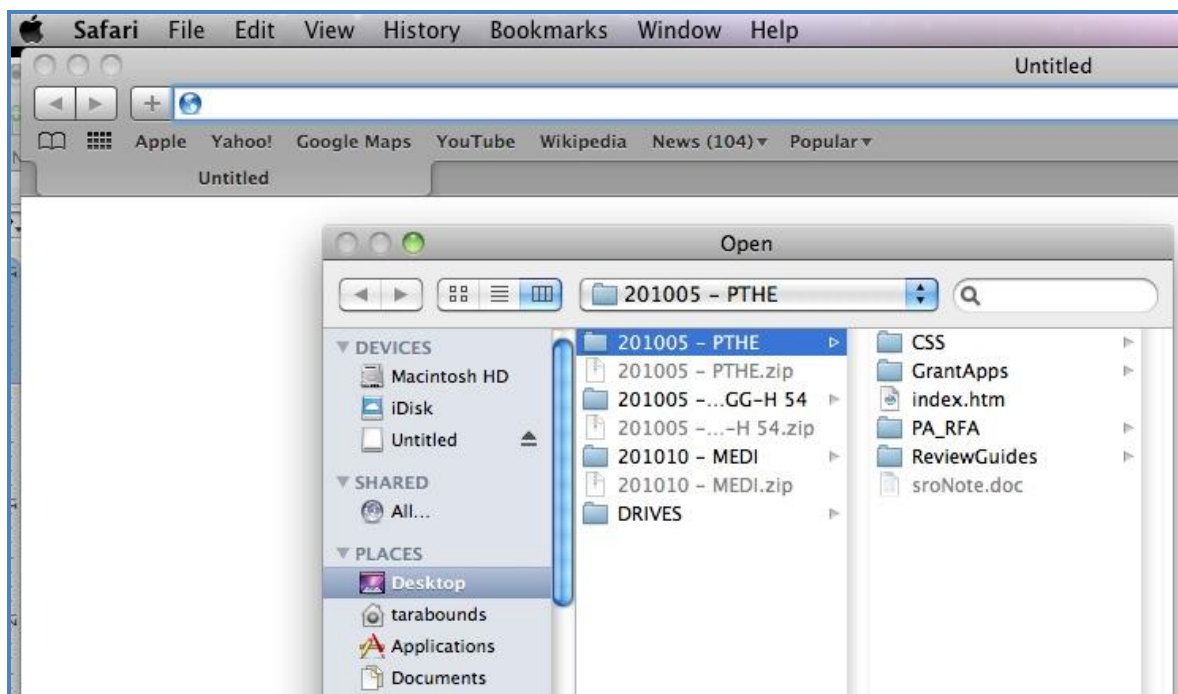 Safari File Edit View History Bookmarks Window Help
Untitled
Apple Yahoo! Google Maps YouTube Wikipedia News (104) Popular
Untitled
Open
201005 - PTHE
DEVICES
Macintosh HD
iDisk
Untitled
SHARED
All...
PLACES
Desktop
tarabounds
Applications
Documents
201005 - PTHE
201005 - PTHE.zip
201005 -...GG-H 54
201005 -...-H 54.zip
201010 - MEDI
201010 - MEDI.zip
DRIVES
CSS
GrantApps
index.htm
PA_RFA
ReviewGuides
sroNote.doc